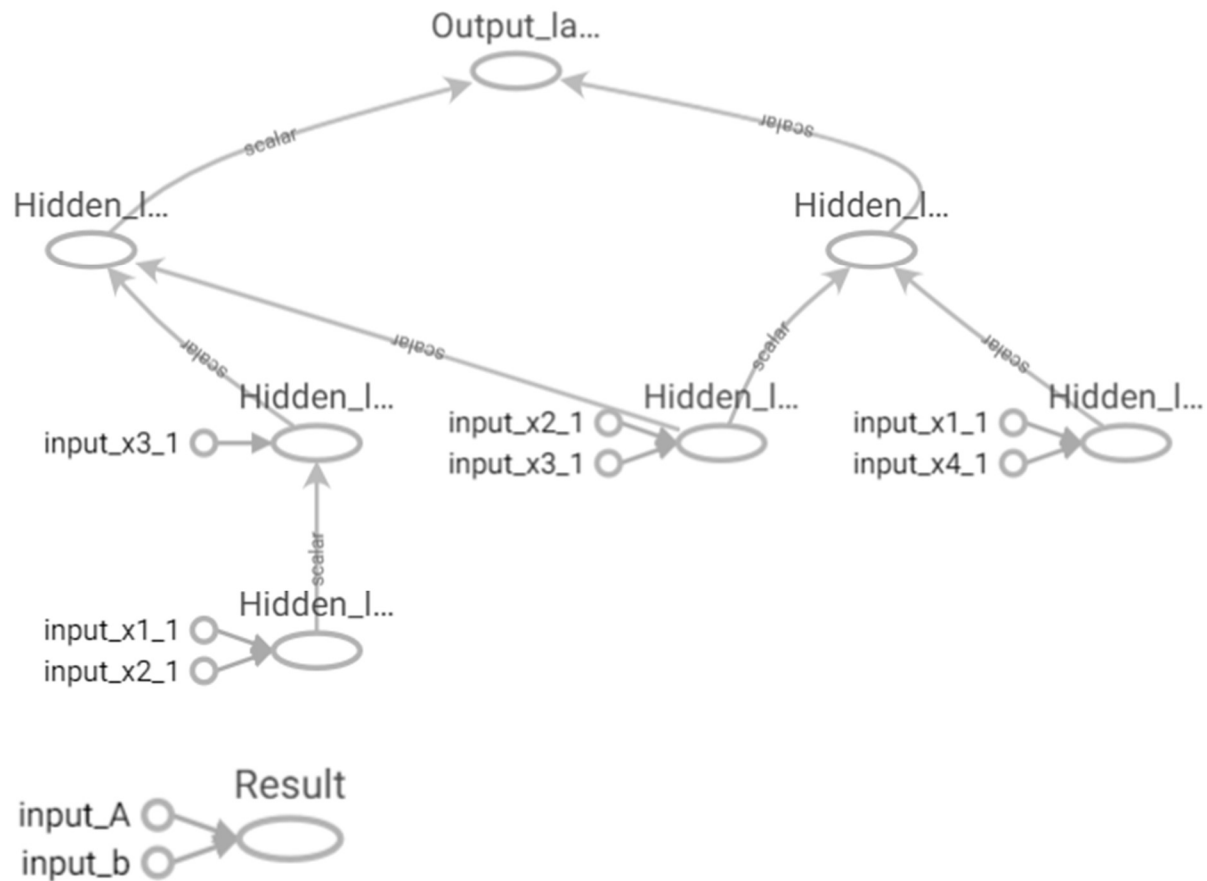 Output_la...
scalar
scalar
Hidden_l...
Hidden_l...
scalar
scalar
scalar
scalar
Hidden_l...
Hidden_l...
Hidden_l...
input_x3_1
input_x2_1
input_x3_1
input_x1_1
input_x4_1
scalar
Hidden_l...
input_x1_1
input_x2_1
Result
input_A
input_b